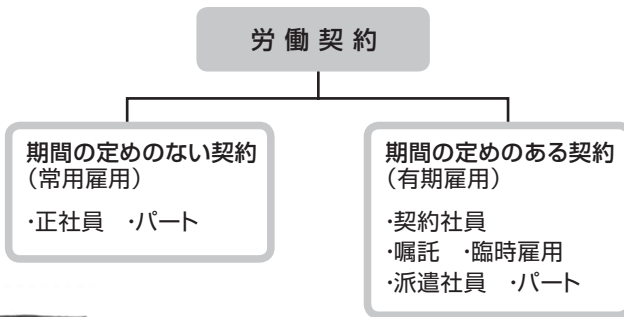 労働契約
期間の定めのない契約
（常用雇用）
・正社員　・パート
期間の定めのある契約
（有期雇用）
・契約社員
・嘱託　・臨時雇用
・派遣社員　・パート